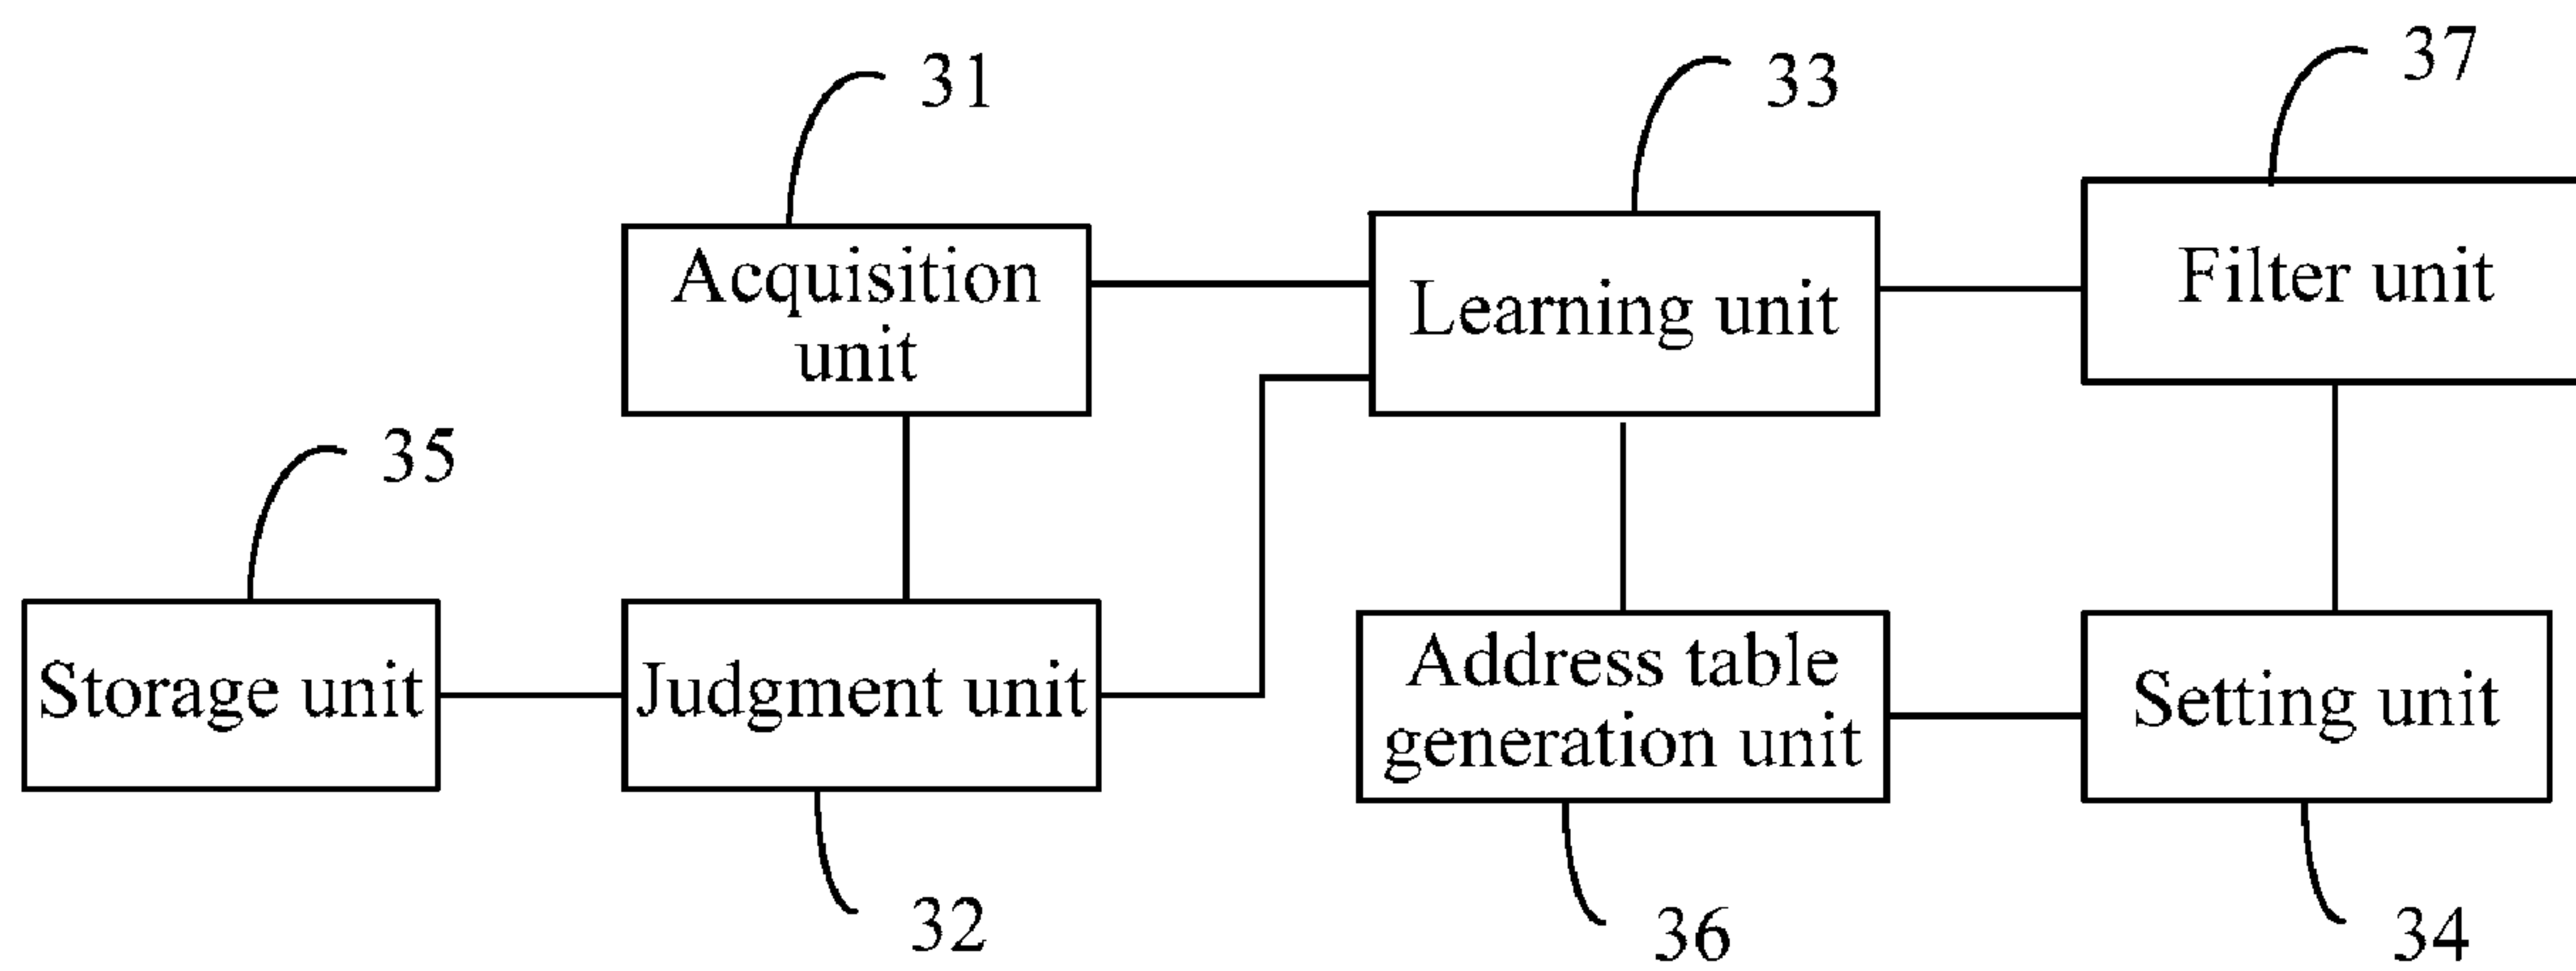 31
33
37
Acquisition
unit
Learning unit
Filter unit
35
Storage unit
Judgment unit
Address table
generation unit
Setting unit
32
36
34